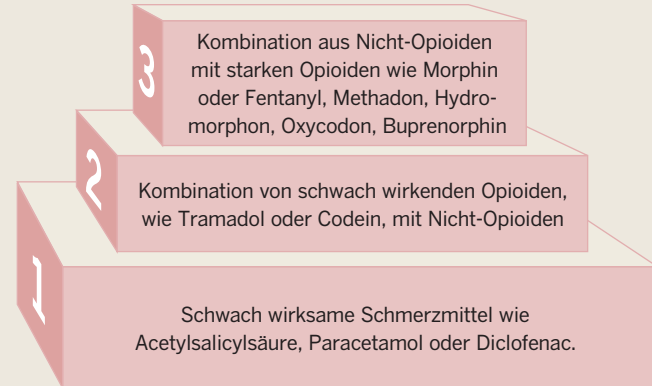 3
Kombination aus Nicht-Opioiden
mit starken Opioiden wie Morphin
oder Fentanyl, Methadon, Hydro-
morphon, Oxycodon, Buprenorphin
2
Kombination von schwach wirkenden Opioiden,
wie Tramadol oder Codein, mit Nicht-Opioiden
1
Schwach wirksame Schmerzmittel wie
Acetylsalicylsäure, Paracetamol oder Diclofenac.